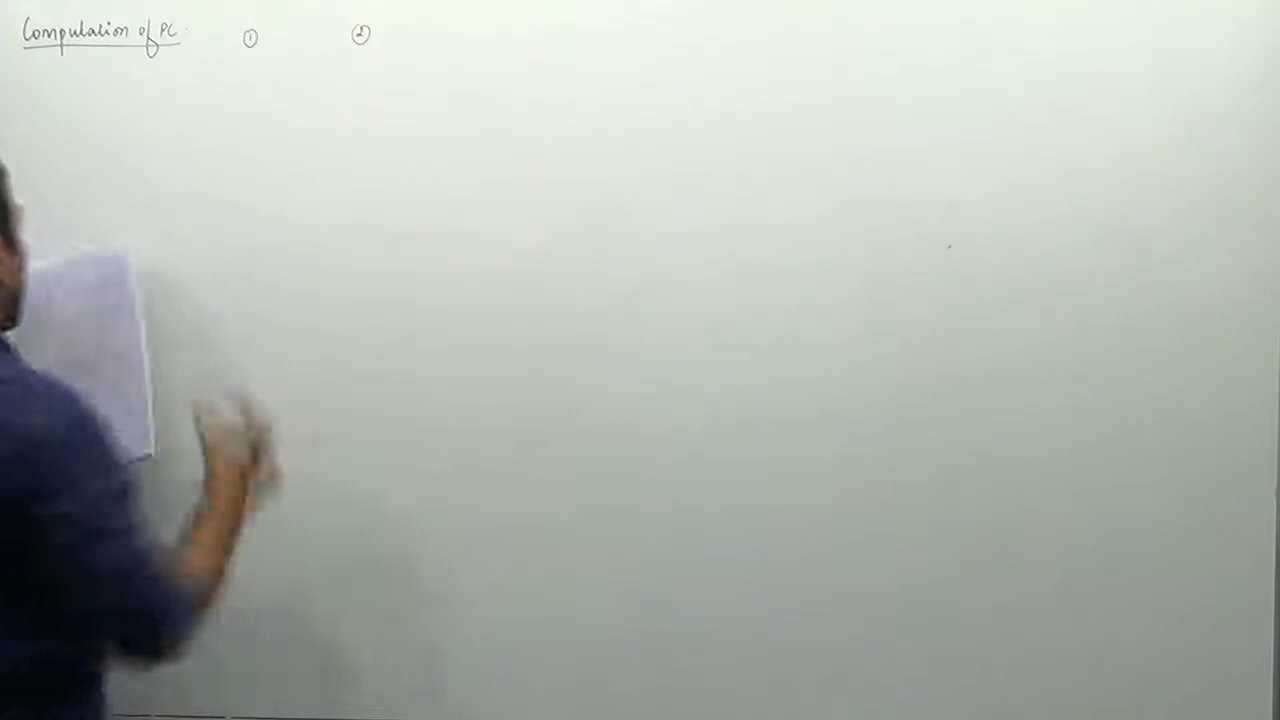 Computation of PC: ① ②